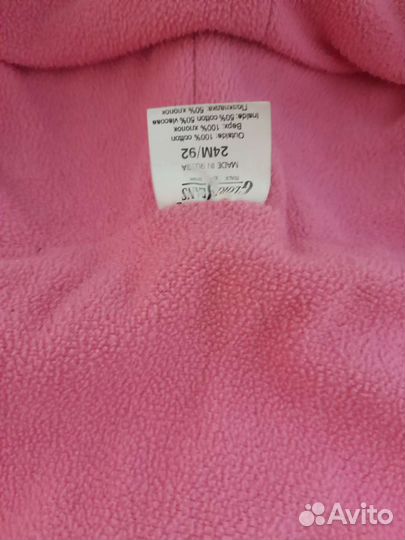 MADE IN RUSSIA
24M/92
Outside: 100% cotton
Верх: 100% хлопок
Inside: 50% cotton 50% viscose
Подкладка: 50% хлопок
Avito